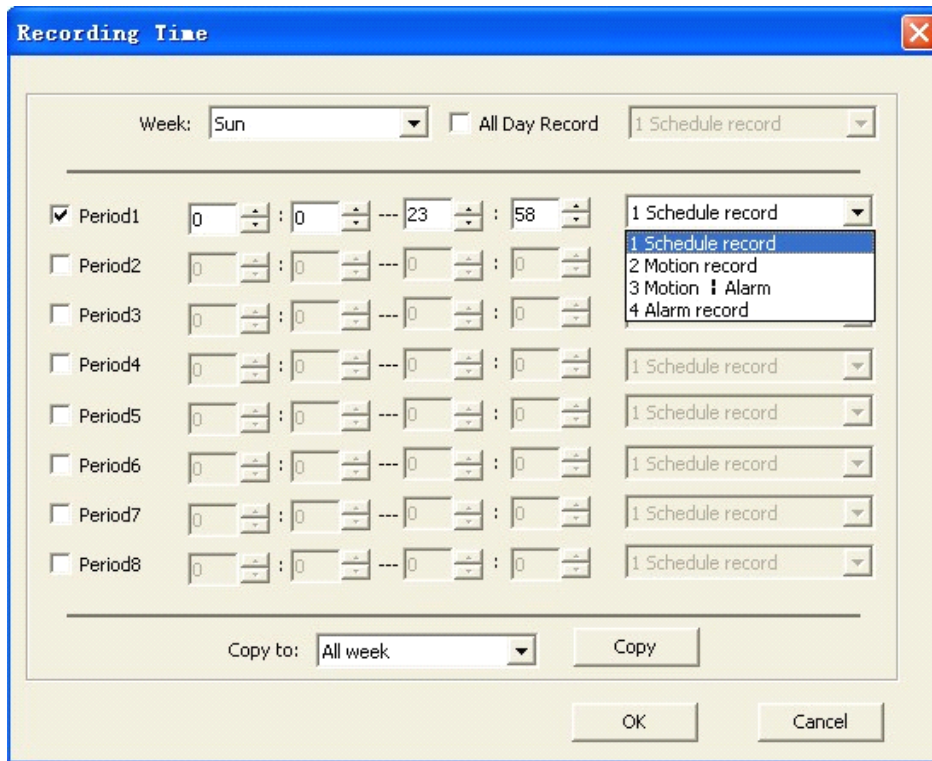 Recording Time
Week: Sun All Day Record 1 Schedule record
Period1 0 : 0 --- 23 : 58 1 Schedule record
1 Schedule record
Period2 0 : 0 --- 0 : 0 2 Motion record
3 Motion ¦ Alarm
Period3 0 : 0 --- 0 : 0 4 Alarm record
Period4 0 : 0 --- 0 : 0 1 Schedule record
Period5 0 : 0 --- 0 : 0 1 Schedule record
Period6 0 : 0 --- 0 : 0 1 Schedule record
Period7 0 : 0 --- 0 : 0 1 Schedule record
Period8 0 : 0 --- 0 : 0 1 Schedule record
Copy to: All week Copy
OK Cancel